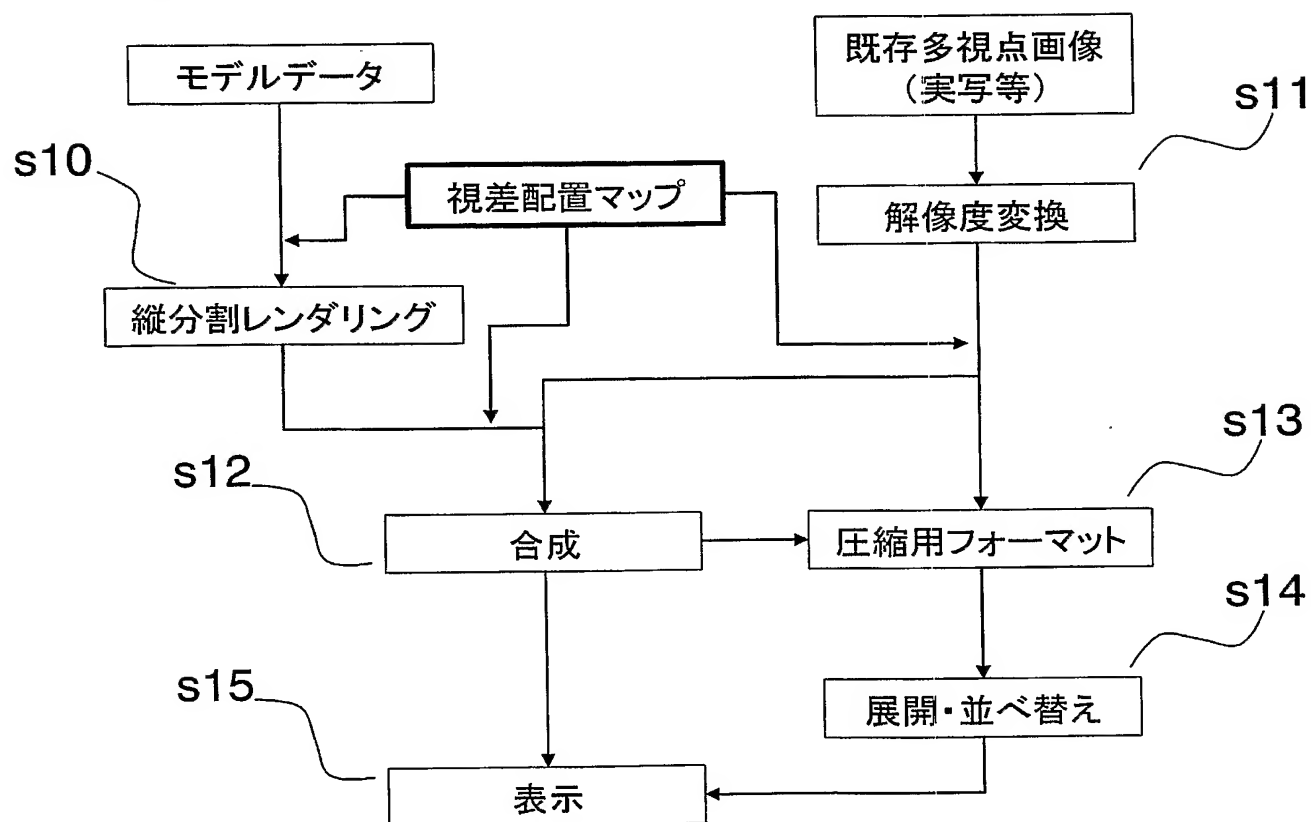 モデルデータ
既存多視点画像
(実写等)
s11
s10
視差配置マップ
解像度変換
縦分割レンダリング
s13
s12
合成
圧縮用フォーマット
s14
s15
展開・並べ替え
表示